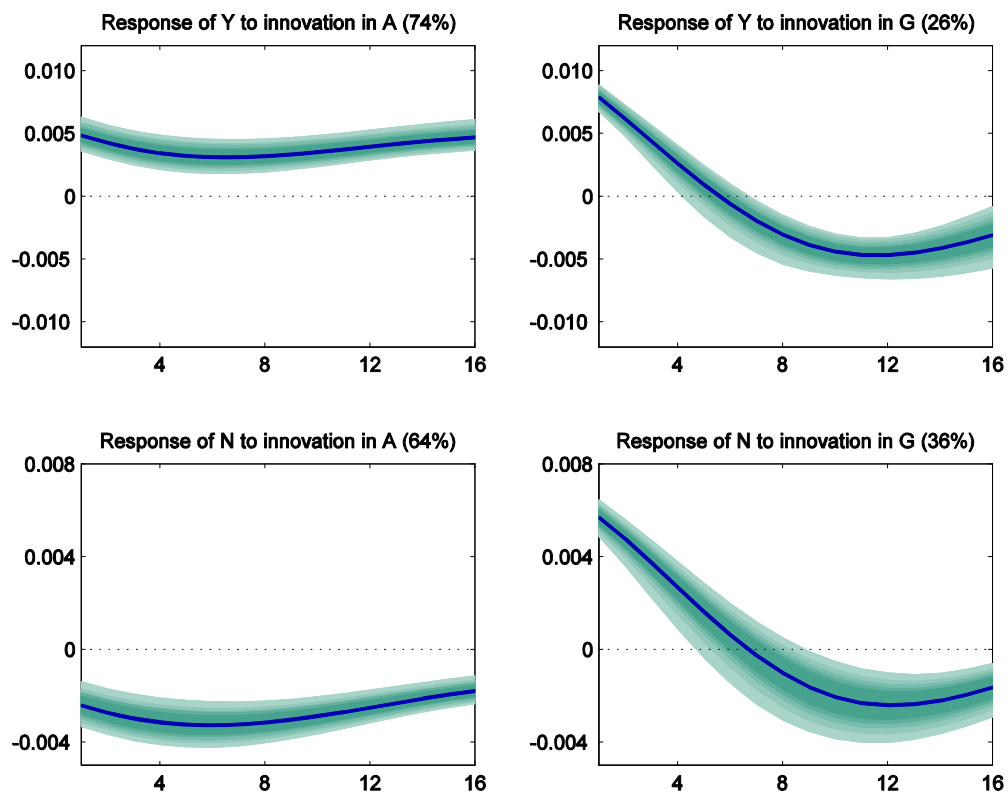 Response of Y to innovation in A (74%)
0.010
0.005
0
-0.005
-0.010
4 8 12 16
Response of Y to innovation in G (26%)
0.010
0.005
0
-0.005
-0.010
4 8 12 16
Response of N to innovation in A (64%)
0.008
0.004
0
-0.004
4 8 12 16
Response of N to innovation in G (36%)
0.008
0.004
0
-0.004
4 8 12 16